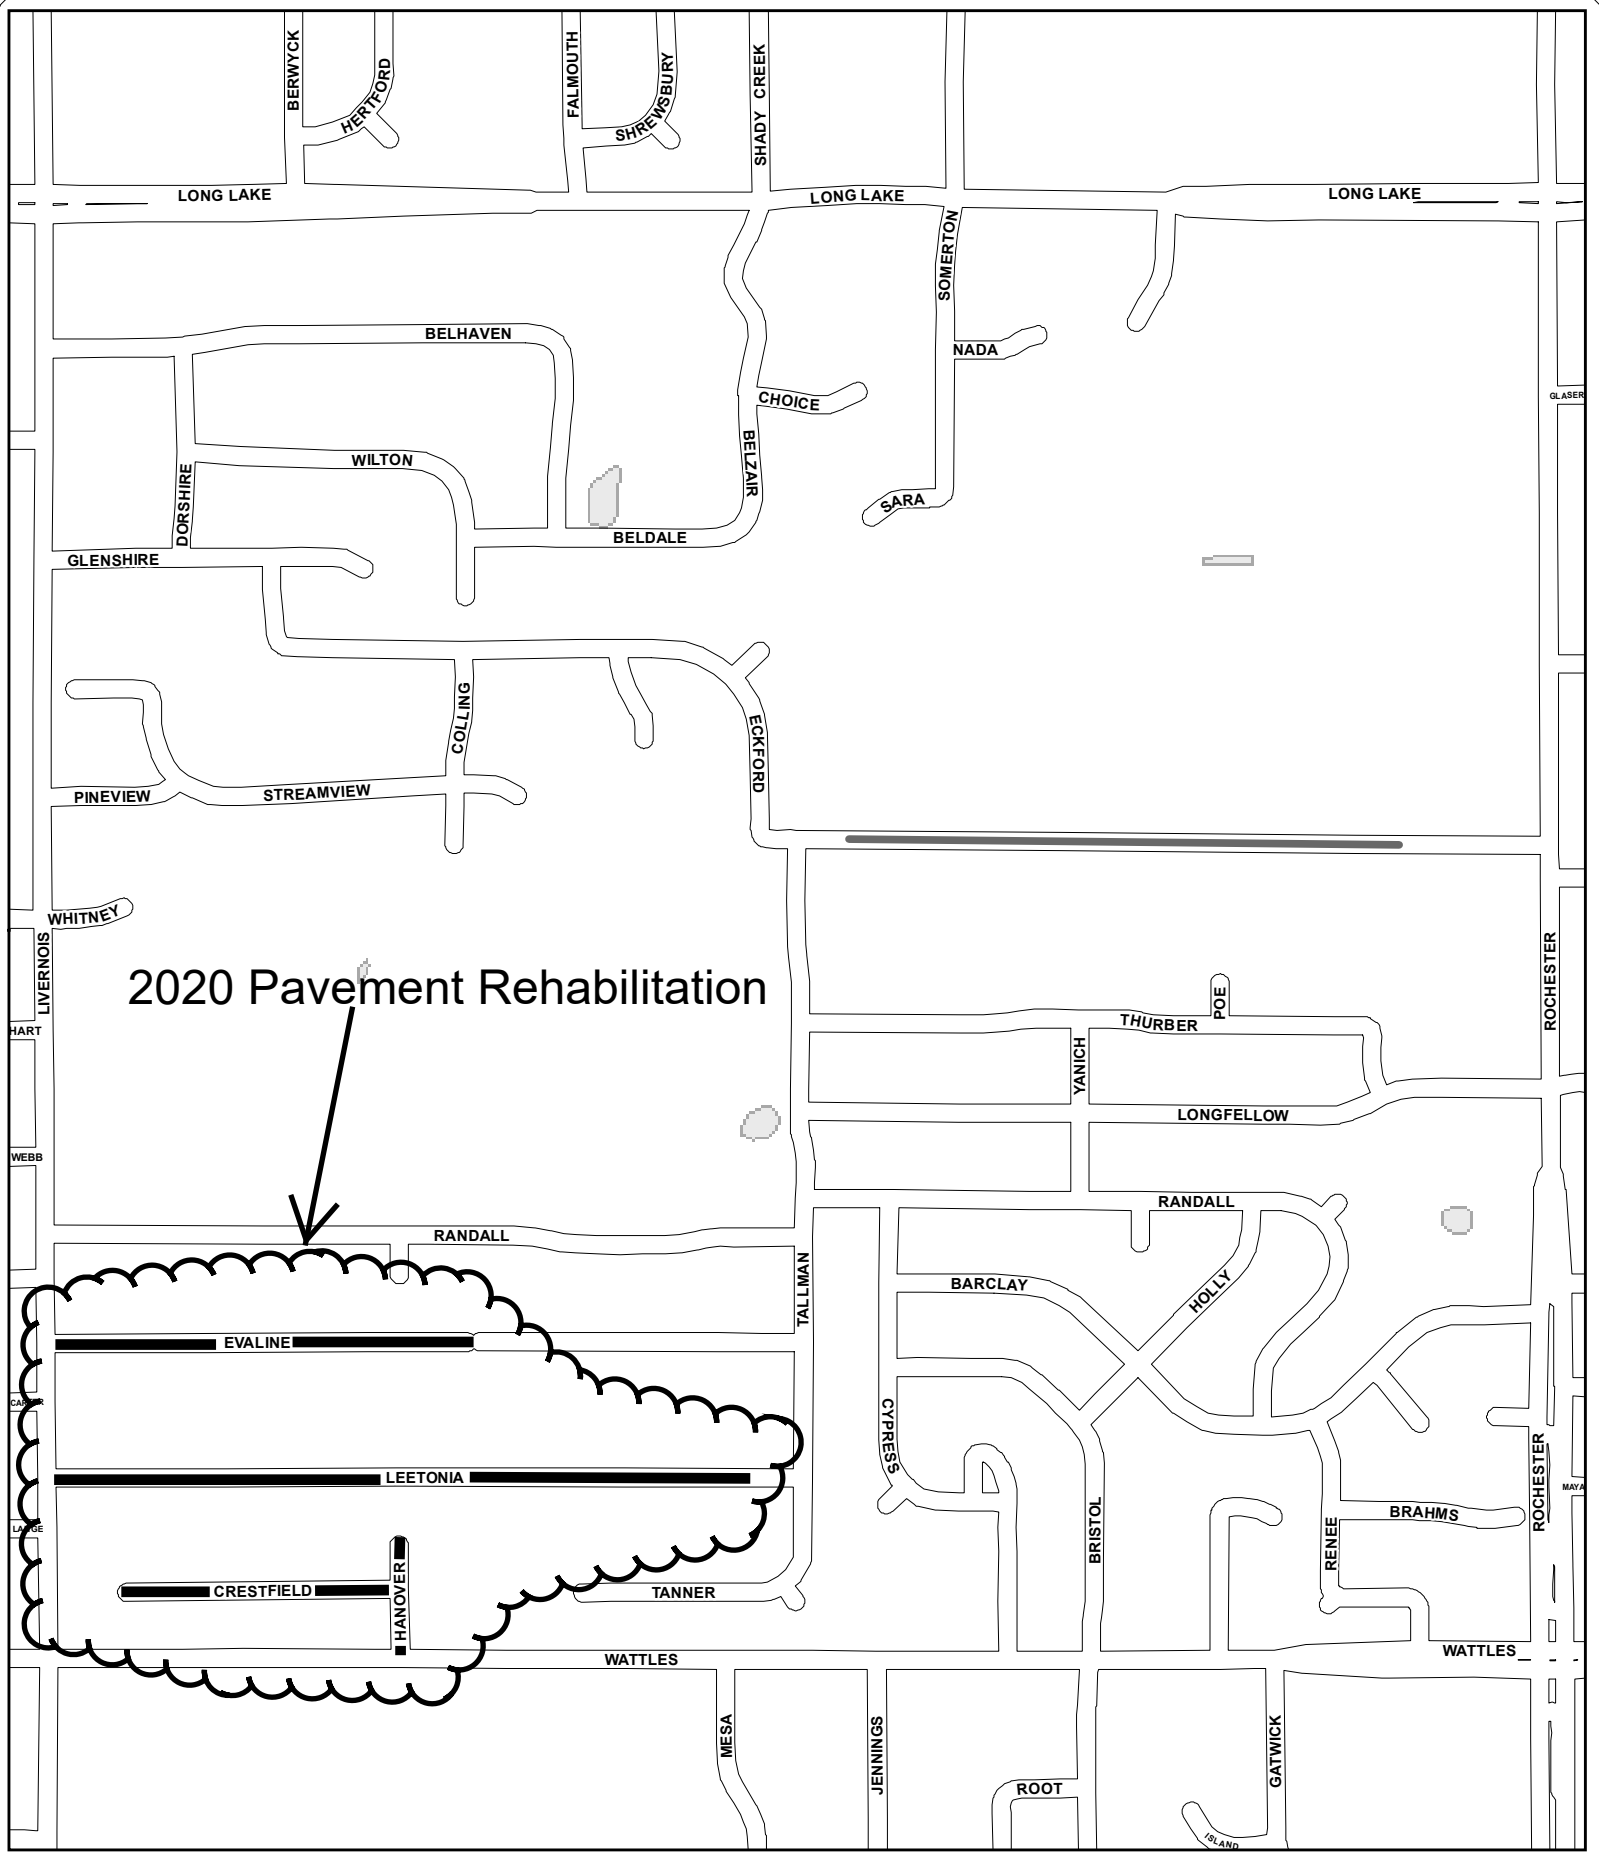 BERWYCK
HERTFORD
FALMOUTH
SHREWSBURY
SHADY CREEK
LONG LAKE
LONG LAKE
LONG LAKE
SOMERTON
BELHAVEN
NADA
CHOICE
GLASER
BELZAIR
WILTON
DORSHIRE
SARA
BELDALE
GLENSHIRE
COLLING
ECKFORD
PINEVIEW
STREAMVIEW
WHITNEY
LIVERNOIS
ROCHESTER
2020 Pavement Rehabilitation
POE
THURBER
HART
YANICH
LONGFELLOW
WEBB
RANDALL
RANDALL
TALLMAN
BARCLAY
HOLLY
EVALINE
CARTER
CYPRESS
LEETONIA
ROCHESTER
MAYA
BRISTOL
BRAHMS
LANGE
RENEE
CRESTFIELD
HANOVER
TANNER
WATTLES
WATTLES
MESA
JENNINGS
GATWICK
ROOT
ISLAND